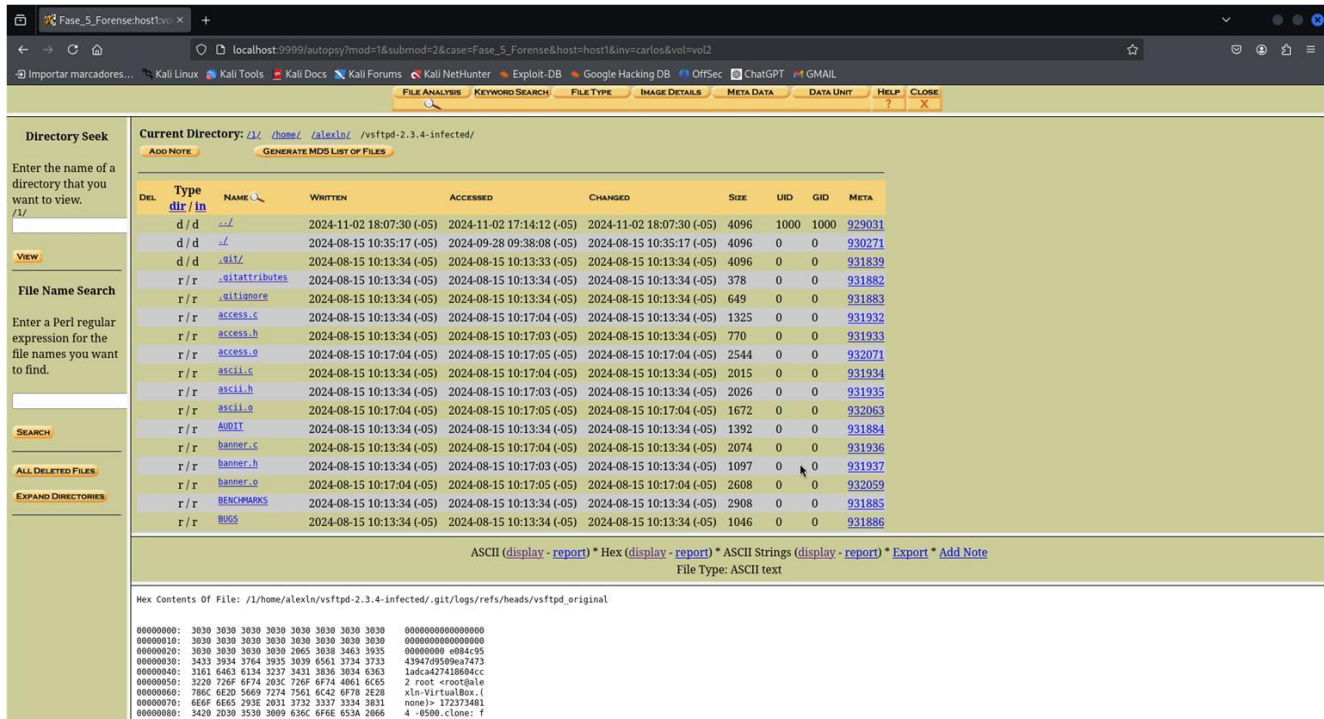 Fase_5_Forense:host1:vo
localhost:9999/autopsy?mod=1&submod=2&case=Fase_5_Forense&host=host1&inv=carlos&vol=vol2
Importar marcadores... Kali Linux Kali Tools Kali Docs Kali Forums Kali NetHunter Exploit-DB Google Hacking DB OffSec ChatGPT GMAIL
FILE ANALYSIS KEYWORD SEARCH FILE TYPE IMAGE DETAILS META DATA DATA UNIT HELP CLOSE
? X
Directory Seek
Enter the name of a
directory that you
want to view.
/1/
VIEW
File Name Search
Enter a Perl regular
expression for the
file names you want
to find.
SEARCH
ALL DELETED FILES
EXPAND DIRECTORIES
Current Directory: /1/ /home/ /alexln/ /vsftpd-2.3.4-infected/
ADD NOTE GENERATE MD5 LIST OF FILES
DEL Type dir / in NAME WRITTEN ACCESSED CHANGED SIZE UID GID META
d / d ../ 2024-11-02 18:07:30 (-05) 2024-11-02 17:14:12 (-05) 2024-11-02 18:07:30 (-05) 4096 1000 1000 929031
d / d ./ 2024-08-15 10:35:17 (-05) 2024-09-28 09:38:08 (-05) 2024-08-15 10:35:17 (-05) 4096 0 0 930271
d / d .git/ 2024-08-15 10:13:34 (-05) 2024-08-15 10:13:33 (-05) 2024-08-15 10:13:34 (-05) 4096 0 0 931839
r / r .gitattributes 2024-08-15 10:13:34 (-05) 2024-08-15 10:13:34 (-05) 2024-08-15 10:13:34 (-05) 378 0 0 931882
r / r .gitignore 2024-08-15 10:13:34 (-05) 2024-08-15 10:13:34 (-05) 2024-08-15 10:13:34 (-05) 649 0 0 931883
r / r access.c 2024-08-15 10:13:34 (-05) 2024-08-15 10:17:04 (-05) 2024-08-15 10:13:34 (-05) 1325 0 0 931932
r / r access.h 2024-08-15 10:13:34 (-05) 2024-08-15 10:17:03 (-05) 2024-08-15 10:13:34 (-05) 770 0 0 931933
r / r access.o 2024-08-15 10:17:04 (-05) 2024-08-15 10:17:05 (-05) 2024-08-15 10:17:04 (-05) 2544 0 0 932071
r / r ascii.c 2024-08-15 10:13:34 (-05) 2024-08-15 10:17:04 (-05) 2024-08-15 10:13:34 (-05) 2015 0 0 931934
r / r ascii.h 2024-08-15 10:13:34 (-05) 2024-08-15 10:17:03 (-05) 2024-08-15 10:13:34 (-05) 2026 0 0 931935
r / r ascii.o 2024-08-15 10:17:04 (-05) 2024-08-15 10:17:05 (-05) 2024-08-15 10:17:04 (-05) 1672 0 0 932063
r / r AUDIT 2024-08-15 10:13:34 (-05) 2024-08-15 10:13:34 (-05) 2024-08-15 10:13:34 (-05) 1392 0 0 931884
r / r banner.c 2024-08-15 10:13:34 (-05) 2024-08-15 10:17:04 (-05) 2024-08-15 10:13:34 (-05) 2074 0 0 931936
r / r banner.h 2024-08-15 10:13:34 (-05) 2024-08-15 10:17:03 (-05) 2024-08-15 10:13:34 (-05) 1097 0 0 931937
r / r banner.o 2024-08-15 10:17:04 (-05) 2024-08-15 10:17:05 (-05) 2024-08-15 10:17:04 (-05) 2608 0 0 932059
r / r BENCHMARKS 2024-08-15 10:13:34 (-05) 2024-08-15 10:13:34 (-05) 2024-08-15 10:13:34 (-05) 2908 0 0 931885
r / r BUGS 2024-08-15 10:13:34 (-05) 2024-08-15 10:13:34 (-05) 2024-08-15 10:13:34 (-05) 1046 0 0 931886
ASCII (display - report) * Hex (display - report) * ASCII Strings (display - report) * Export * Add Note
File Type: ASCII text
Hex Contents Of File: /1/home/alexln/vsftpd-2.3.4-infected/.git/logs/refs/heads/vsftpd_original
00000000: 3030 3030 3030 3030 3030 3030 3030 3030 0000000000000000
00000010: 3030 3030 3030 3030 3030 3030 3030 3030 0000000000000000
00000020: 3030 3030 3030 3030 2065 3038 3463 3935 00000000 e084c95
00000030: 3433 3934 3764 3935 3039 6561 3734 3733 43947d9509ea7473
00000040: 3161 6463 6134 3237 3431 3836 3034 6363 1adca427418604cc
00000050: 3220 726F 6F74 203C 726F 6F74 4061 6C65 2 root <root@ale
00000060: 786C 6E2D 5669 7274 7561 6C42 6F78 2E28 xln-VirtualBox.(
00000070: 6E6F 6E65 293E 2031 3732 3337 3334 3831 none)> 172373481
00000080: 3420 2D30 3530 3009 636C 6F6E 653A 2066 4 -0500.clone: f